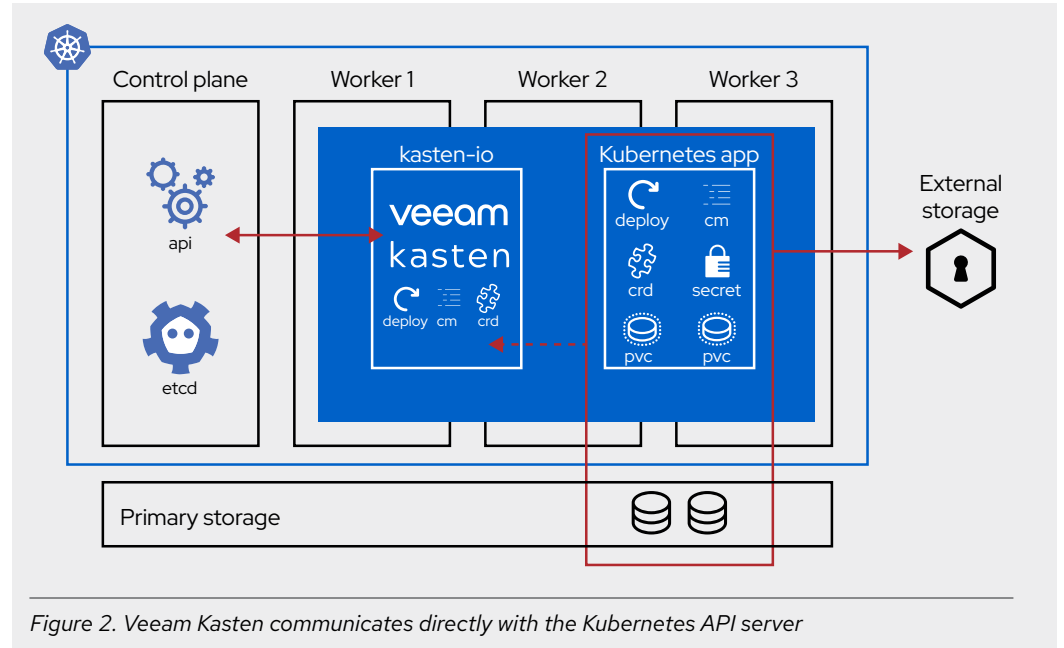 Control plane
Worker 1
Worker 2
Worker 3
kasten-io
Kubernetes app
External
storage
veeam
kasten
deploy
cm
api
crd
secret
deploy cm crd
pvc
pvc
etcd
Primary storage
Figure 2. Veeam Kasten communicates directly with the Kubernetes API server